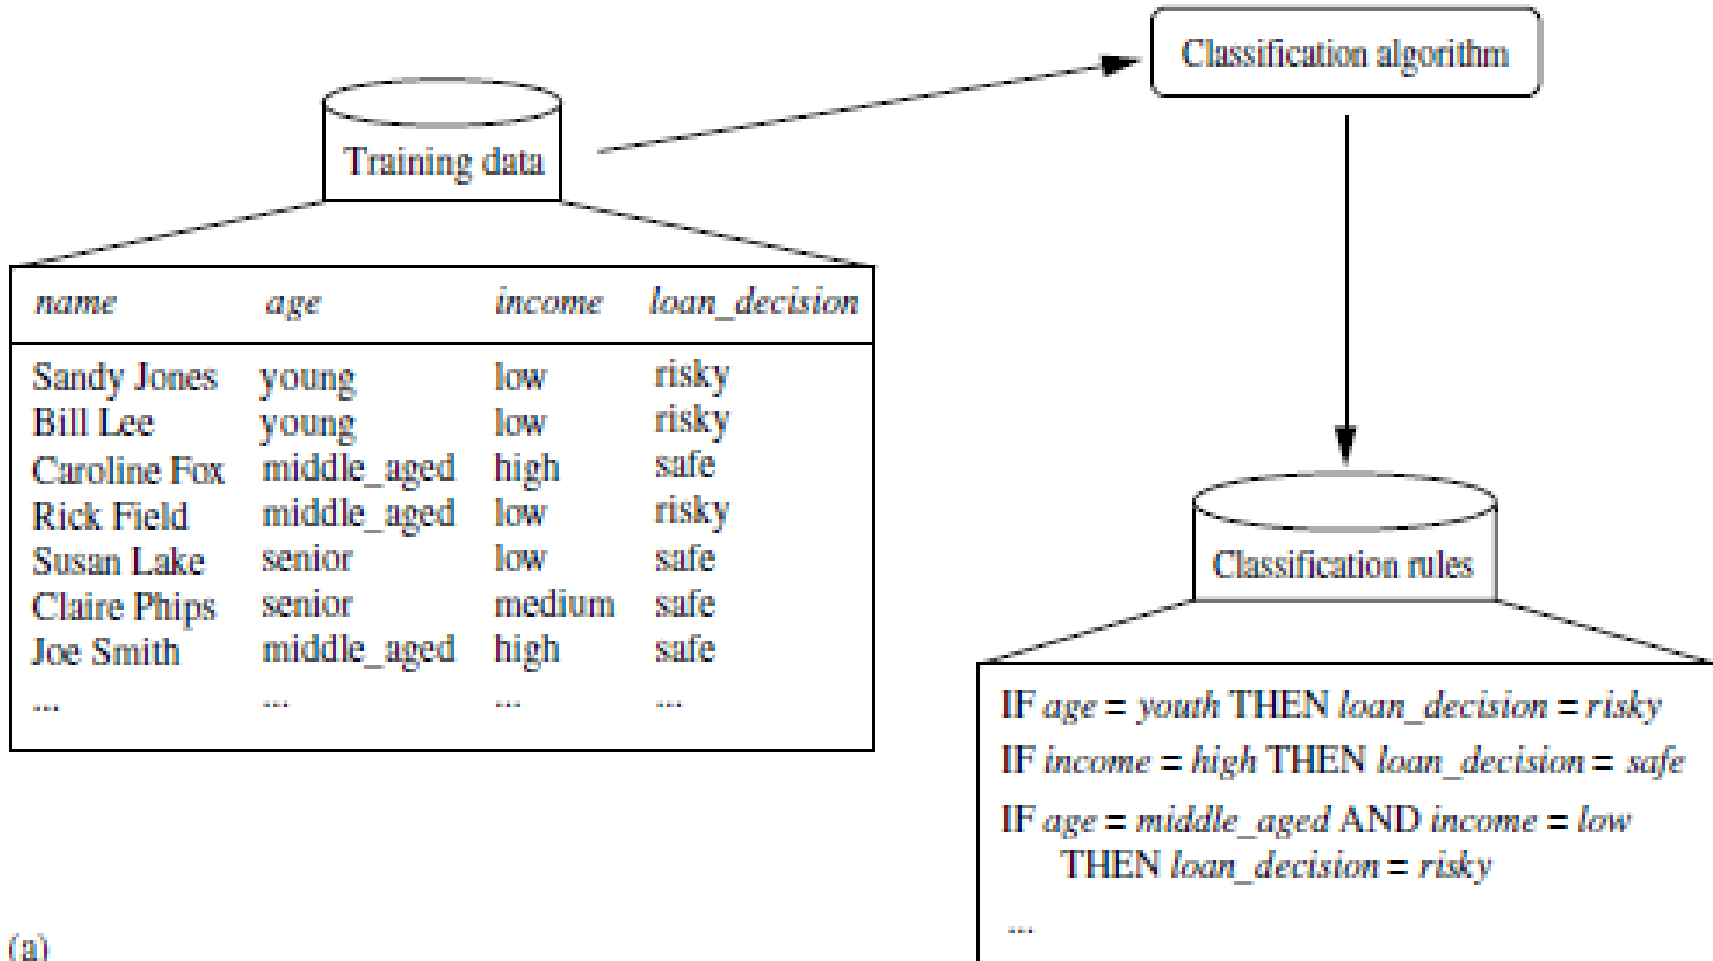 Classification algorithm
Training data
name age income loan_decision
Sandy Jones young low risky
Bill Lee young low risky
Caroline Fox middle_aged high safe
Rick Field middle_aged low risky
Susan Lake senior low safe
Claire Phips senior medium safe
Joe Smith middle_aged high safe
... ... ... ...
Classification rules
IF age = youth THEN loan_decision = risky
IF income = high THEN loan_decision = safe
IF age = middle_aged AND income = low
THEN loan_decision = risky
...
(a)